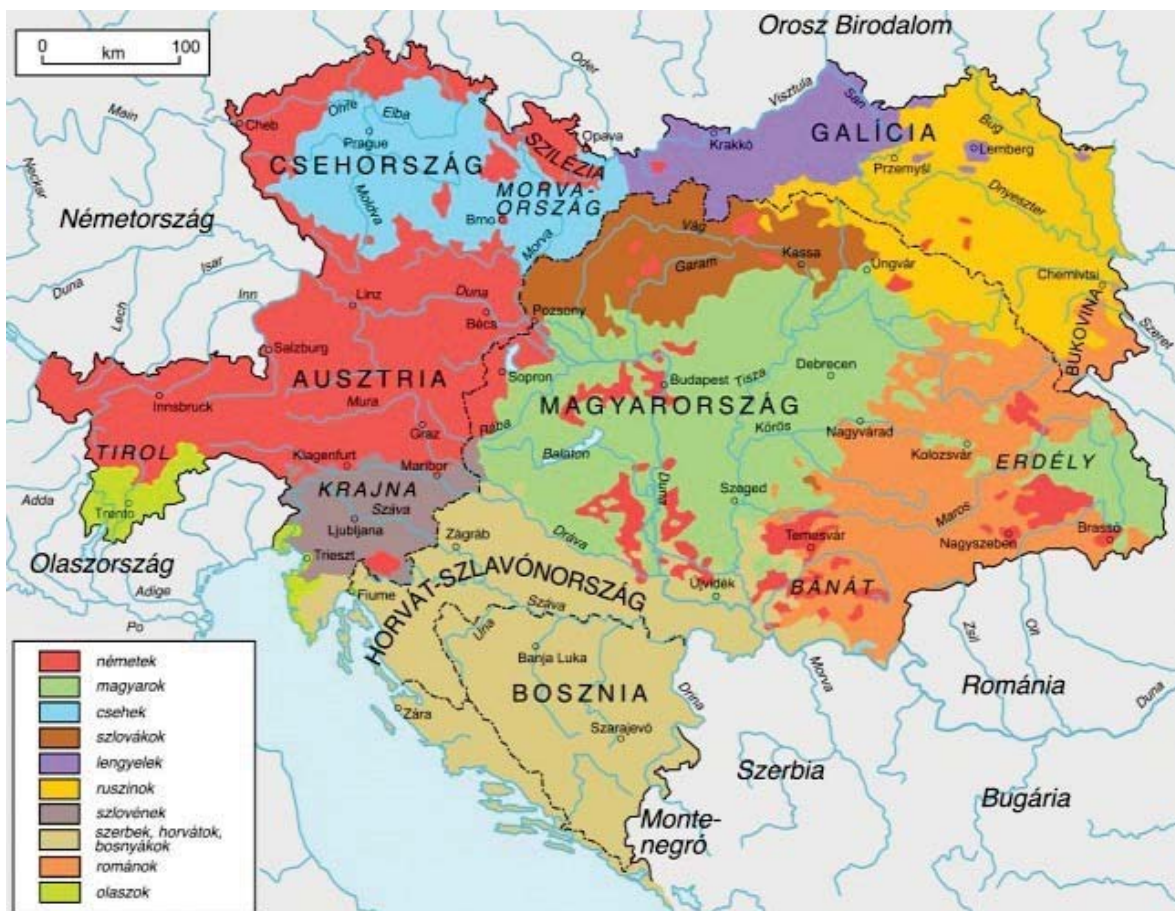 0 100
km
Orosz Birodalom
Oder
Visztula
San
Main
Cheb
Ohře
Elba
Prague
Opava
SZILÉZIA
GALÍCIA
Bug
Krakkó
Lemberg
Przemyśl
CSEHORSZÁG
Neckar
Moldva
MORVA-
ORSZÁG
Brno
Dnyeszter
Németország
Morva
Vág
Kassa
Garam
Ungvár
Chernivtsi
Isar
Duna
Inn
Lech
Linz
Duna
Bécs
Pozsony
BUKOVINA
Szeret
Salzburg
Debrecen
AUSZTRIA
Sopron
Budapest
Tisza
Innsbruck
Mura
MAGYARORSZÁG
Graz
Rába
Körös
Nagyvárad
TIROL
Klagenfurt
Maribor
Balaton
Kolozsvár
ERDÉLY
Adda
KRAJNA
Duna
Szeged
Trento
Száva
Maros
Ljubljana
Zágráb
Dráva
Temesvár
Nagyszeben
Brassó
Olaszország
Trieszt
Adige
HORVÁT-SZLAVÓNORSZÁG
Újvidék
BÁNÁT
Po
Fiume
Száva
Una
Zsil
Olt
Banja Luka
Morva
BOSZNIA
Drina
Románia
Duna
Zára
Szarajevó
Szerbia
Bugária
Monte-
negró
németek
magyarok
csehek
szlovákok
lengyelek
ruszinok
szlovének
szerbek, horvátok,
bosnyákok
románok
olaszok